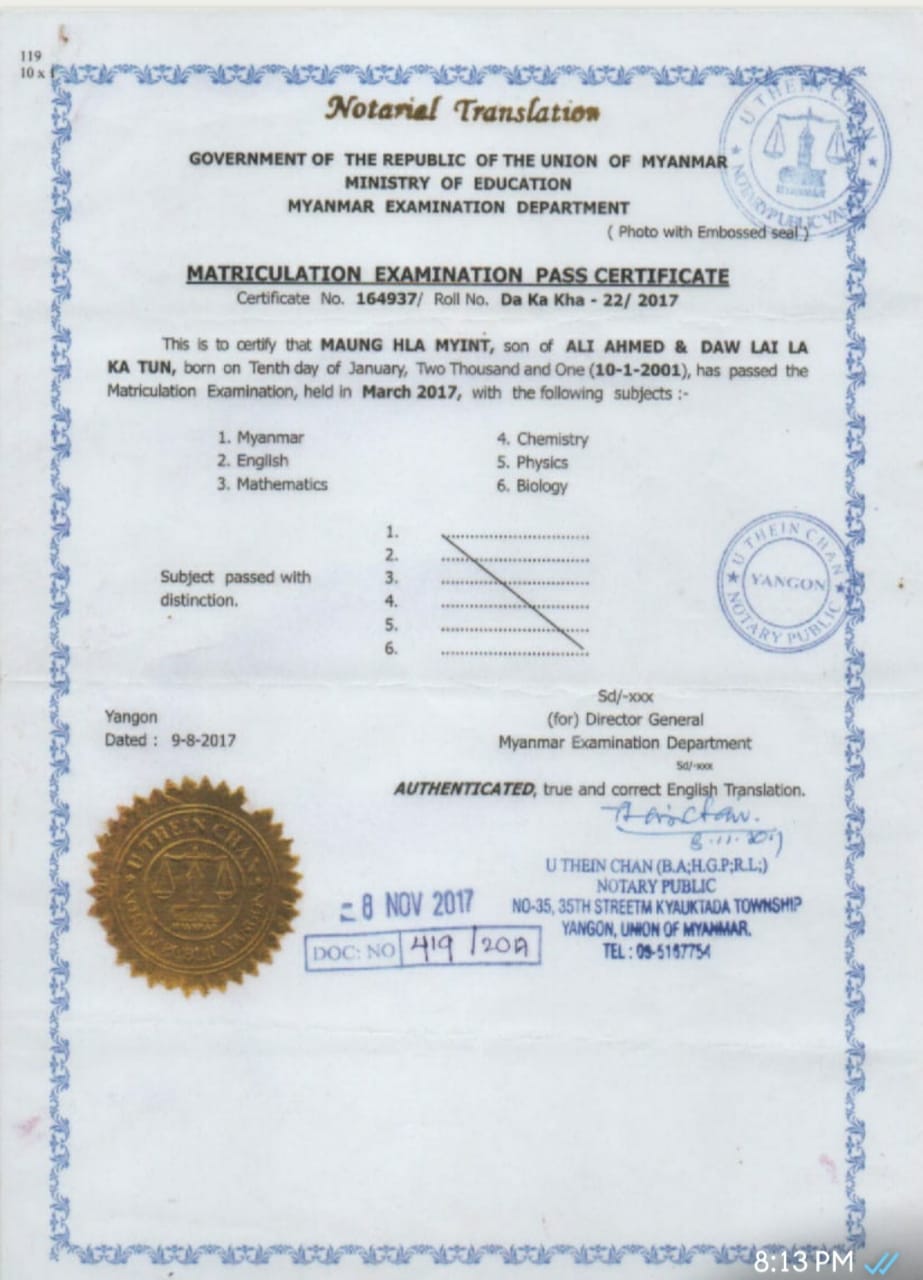 119
10 x
Notarial Translation
GOVERNMENT OF THE REPUBLIC OF THE UNION OF MYANMAR
MINISTRY OF EDUCATION
MYANMAR EXAMINATION DEPARTMENT
( Photo with Embossed seal )
U THEIN CHAN
MYANMAR
NOTARY PUBLIC YANGON
MATRICULATION EXAMINATION PASS CERTIFICATE
Certificate No. 164937/ Roll No. Da Ka Kha - 22/ 2017
This is to certify that MAUNG HLA MYINT, son of ALI AHMED & DAW LAI LA
KA TUN, born on Tenth day of January, Two Thousand and One (10-1-2001), has passed the
Matriculation Examination, held in March 2017, with the following subjects :-
1. Myanmar
2. English
3. Mathematics
4. Chemistry
5. Physics
6. Biology
Subject passed with
distinction.
1. ....................................
2. ....................................
3. ....................................
4. ....................................
5. ....................................
6. ....................................
U THEIN CHAN
YANGON
NOTARY PUBLIC
Yangon
Dated : 9-8-2017
Sd/-xxx
(for) Director General
Myanmar Examination Department
Sd/-xxx
AUTHENTICATED, true and correct English Translation.
Thein Chan.
8.11.2017
U THEIN CHAN (B.A;H.G.P;R.L;)
NOTARY PUBLIC
NO-35, 35TH STREETM KYAUKTADA TOWNSHIP
YANGON, UNION OF MYANMAR.
TEL : 09-5167754
U THEIN CHAN
MYANMAR
NOTARY PUBLIC YANGON
- 8 NOV 2017
DOC: NO 419 /2017
8:13 PM